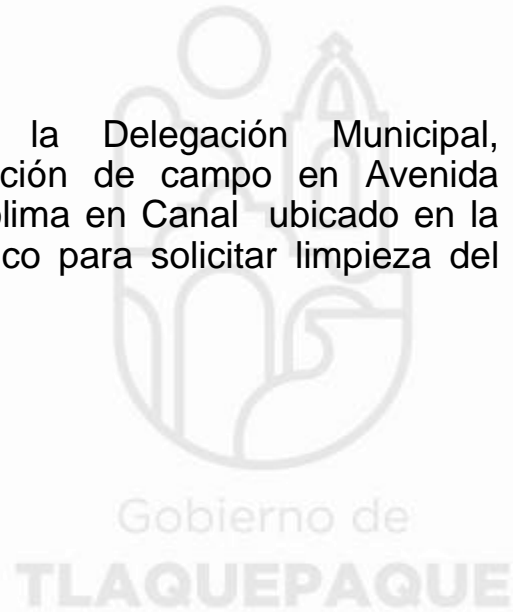 la Delegación Municipal,
ción de campo en Avenida
olima en Canal ubicado en la
co para solicitar limpieza del
Gobierno de
TLAQUEPAQUE